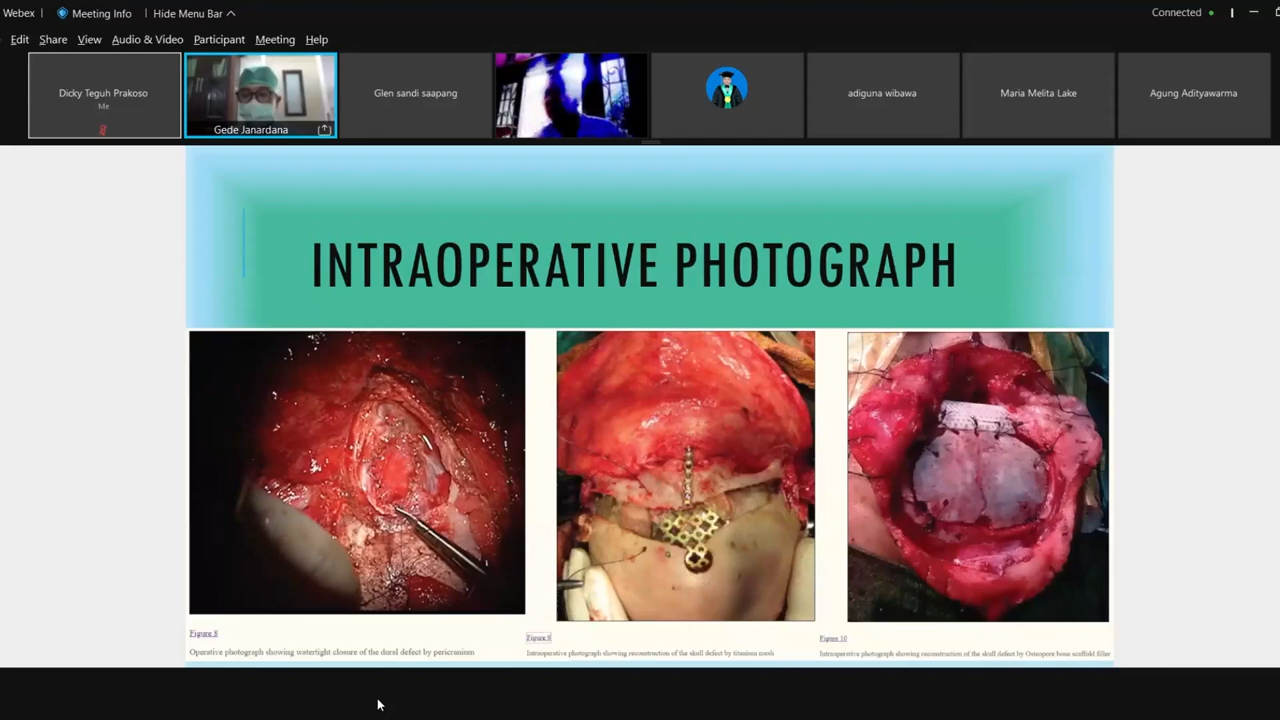 Webex
Meeting Info
Hide Menu Bar
Connected
Edit Share View Audio & Video Participant Meeting Help
Dicky Teguh Prakoso
Me
Gede Janardana
Glen sandi saapang
adiguna wibawa
Maria Melita Lake
Agung Adityawarma
INTRAOPERATIVE PHOTOGRAPH
Figure 8
Operative photograph showing watertight closure of the dural defect by pericranium
Figure 9
Intraoperative photograph showing reconstruction of the skull defect by titanium mesh
Figure 10
Intraoperative photograph showing reconstruction of the skull defect by Osteopore bone scaffold filler